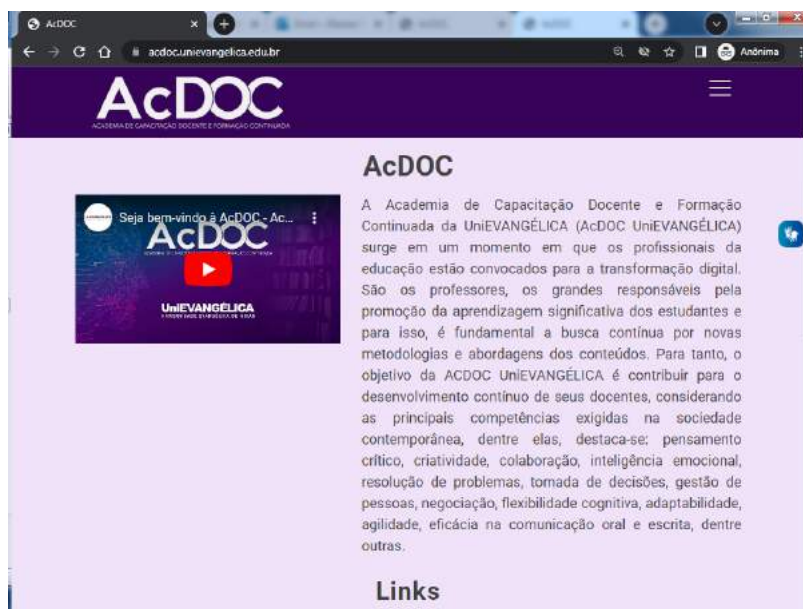 AcDOC
acdoc.unievangelica.edu.br
Anônima
AcDOC
ACADEMIA DE CAPACITAÇÃO DOCENTE E FORMAÇÃO CONTINUADA
AcDOC
Seja bem-vindo à AcDOC - Ac...
AcDOC
UniEVANGÉLICA
A Academia de Capacitação Docente e Formação
Continuada da UniEVANGÉLICA (AcDOC UniEVANGÉLICA)
surge em um momento em que os profissionais da
educação estão convocados para a transformação digital.
São os professores, os grandes responsáveis pela
promoção da aprendizagem significativa dos estudantes e
para isso, é fundamental a busca contínua por novas
metodologias e abordagens dos conteúdos. Para tanto, o
objetivo da ACDOC UniEVANGÉLICA é contribuir para o
desenvolvimento contínuo de seus docentes, considerando
as principais competências exigidas na sociedade
contemporânea, dentre elas, destaca-se: pensamento
crítico, criatividade, colaboração, inteligência emocional,
resolução de problemas, tomada de decisões, gestão de
pessoas, negociação, flexibilidade cognitiva, adaptabilidade,
agilidade, eficácia na comunicação oral e escrita, dentre
outras.
Links